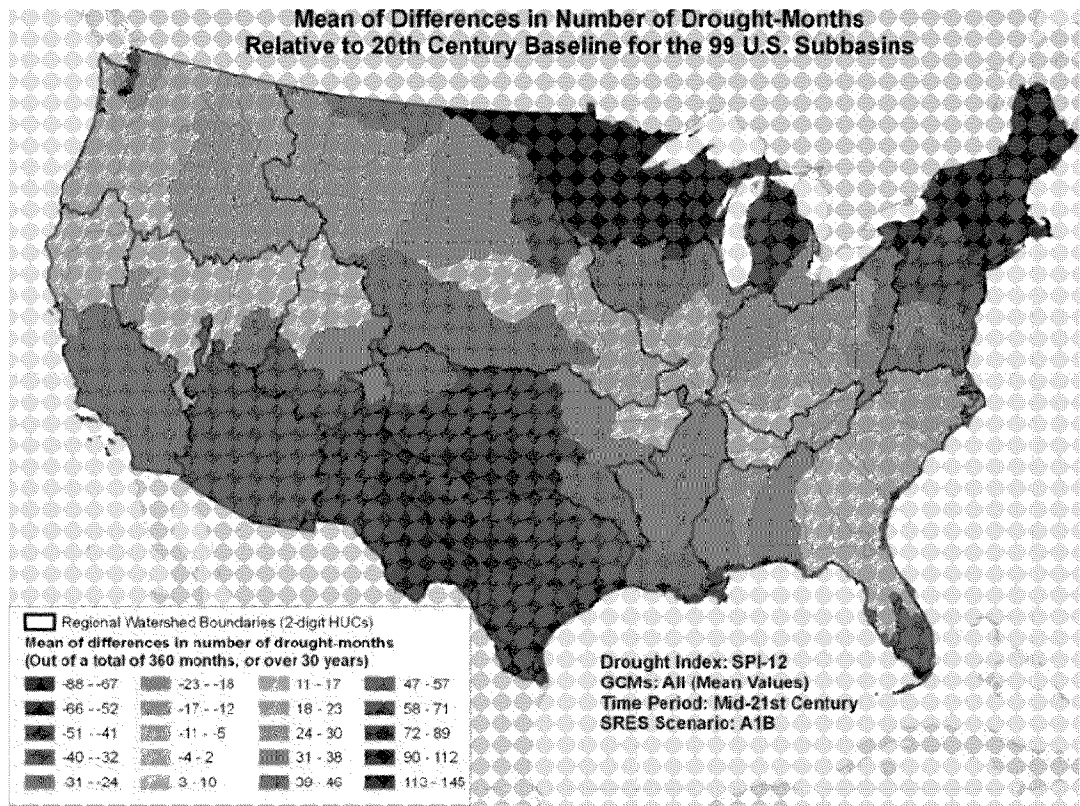 Mean of Differences in Number of Drought-Months
Relative to 20th Century Baseline for the 99 U.S. Subbasins
Regional Watershed Boundaries (2-digit HUCs)
Mean of differences in number of drought-months
(Out of a total of 360 months, or over 30 years)
-88 - -67 -23 - -18 11 - 17 47 - 57
-66 - -52 -17 - -12 18 - 23 58 - 71
-51 - -41 -11 - -5 24 - 30 72 - 89
-40 - -32 -4 - 2 31 - 38 90 - 112
-31 - -24 3 - 10 39 - 46 113 - 145
Drought Index: SPI-12
GCMs: All (Mean Values)
Time Period: Mid-21st Century
SRES Scenario: A1B